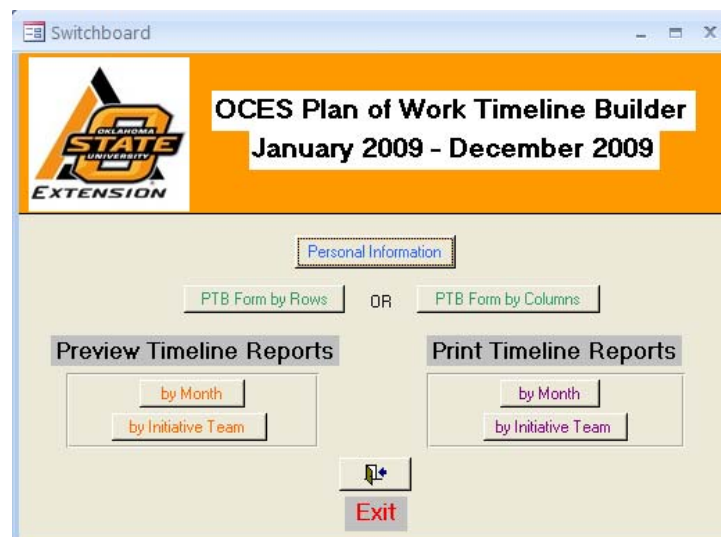 Switchboard
OKLAHOMA
STATE
UNIVERSITY
EXTENSION
OCES Plan of Work Timeline Builder
January 2009 - December 2009
Personal Information
PTB Form by Rows OR PTB Form by Columns
Preview Timeline Reports Print Timeline Reports
by Month by Month
by Initiative Team by Initiative Team
Exit